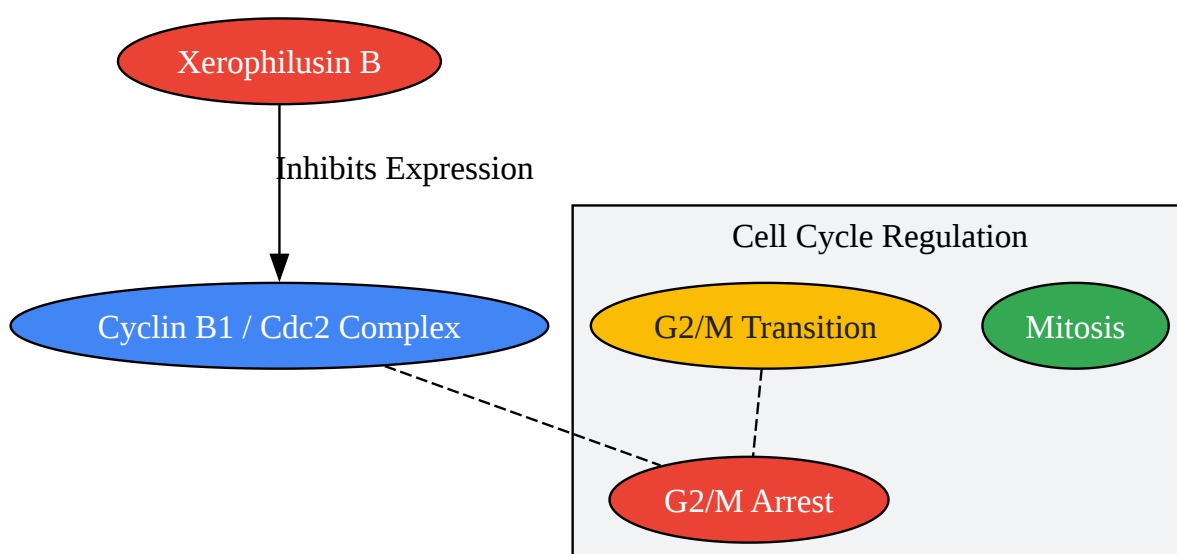 Xerophilusin B
Inhibits Expression
Cell Cycle Regulation
Cyclin B1 / Cdc2 Complex
G2/M Transition
Mitosis
G2/M Arrest